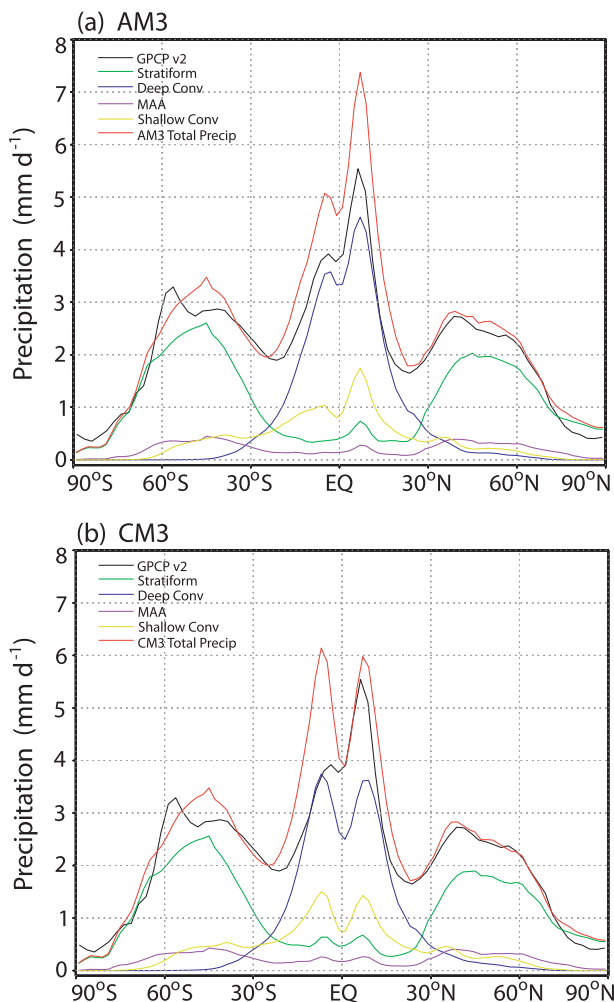 (a) AM3
8
7
6
5
4
3
2
1
0
Precipitation (mm d⁻¹)
GPCP v2
Stratiform
Deep Conv
MAA
Shallow Conv
AM3 Total Precip
90°S 60°S 30°S EQ 30°N 60°N 90°N
(b) CM3
8
7
6
5
4
3
2
1
0
Precipitation (mm d⁻¹)
GPCP v2
Stratiform
Deep Conv
MAA
Shallow Conv
CM3 Total Precip
90°S 60°S 30°S EQ 30°N 60°N 90°N